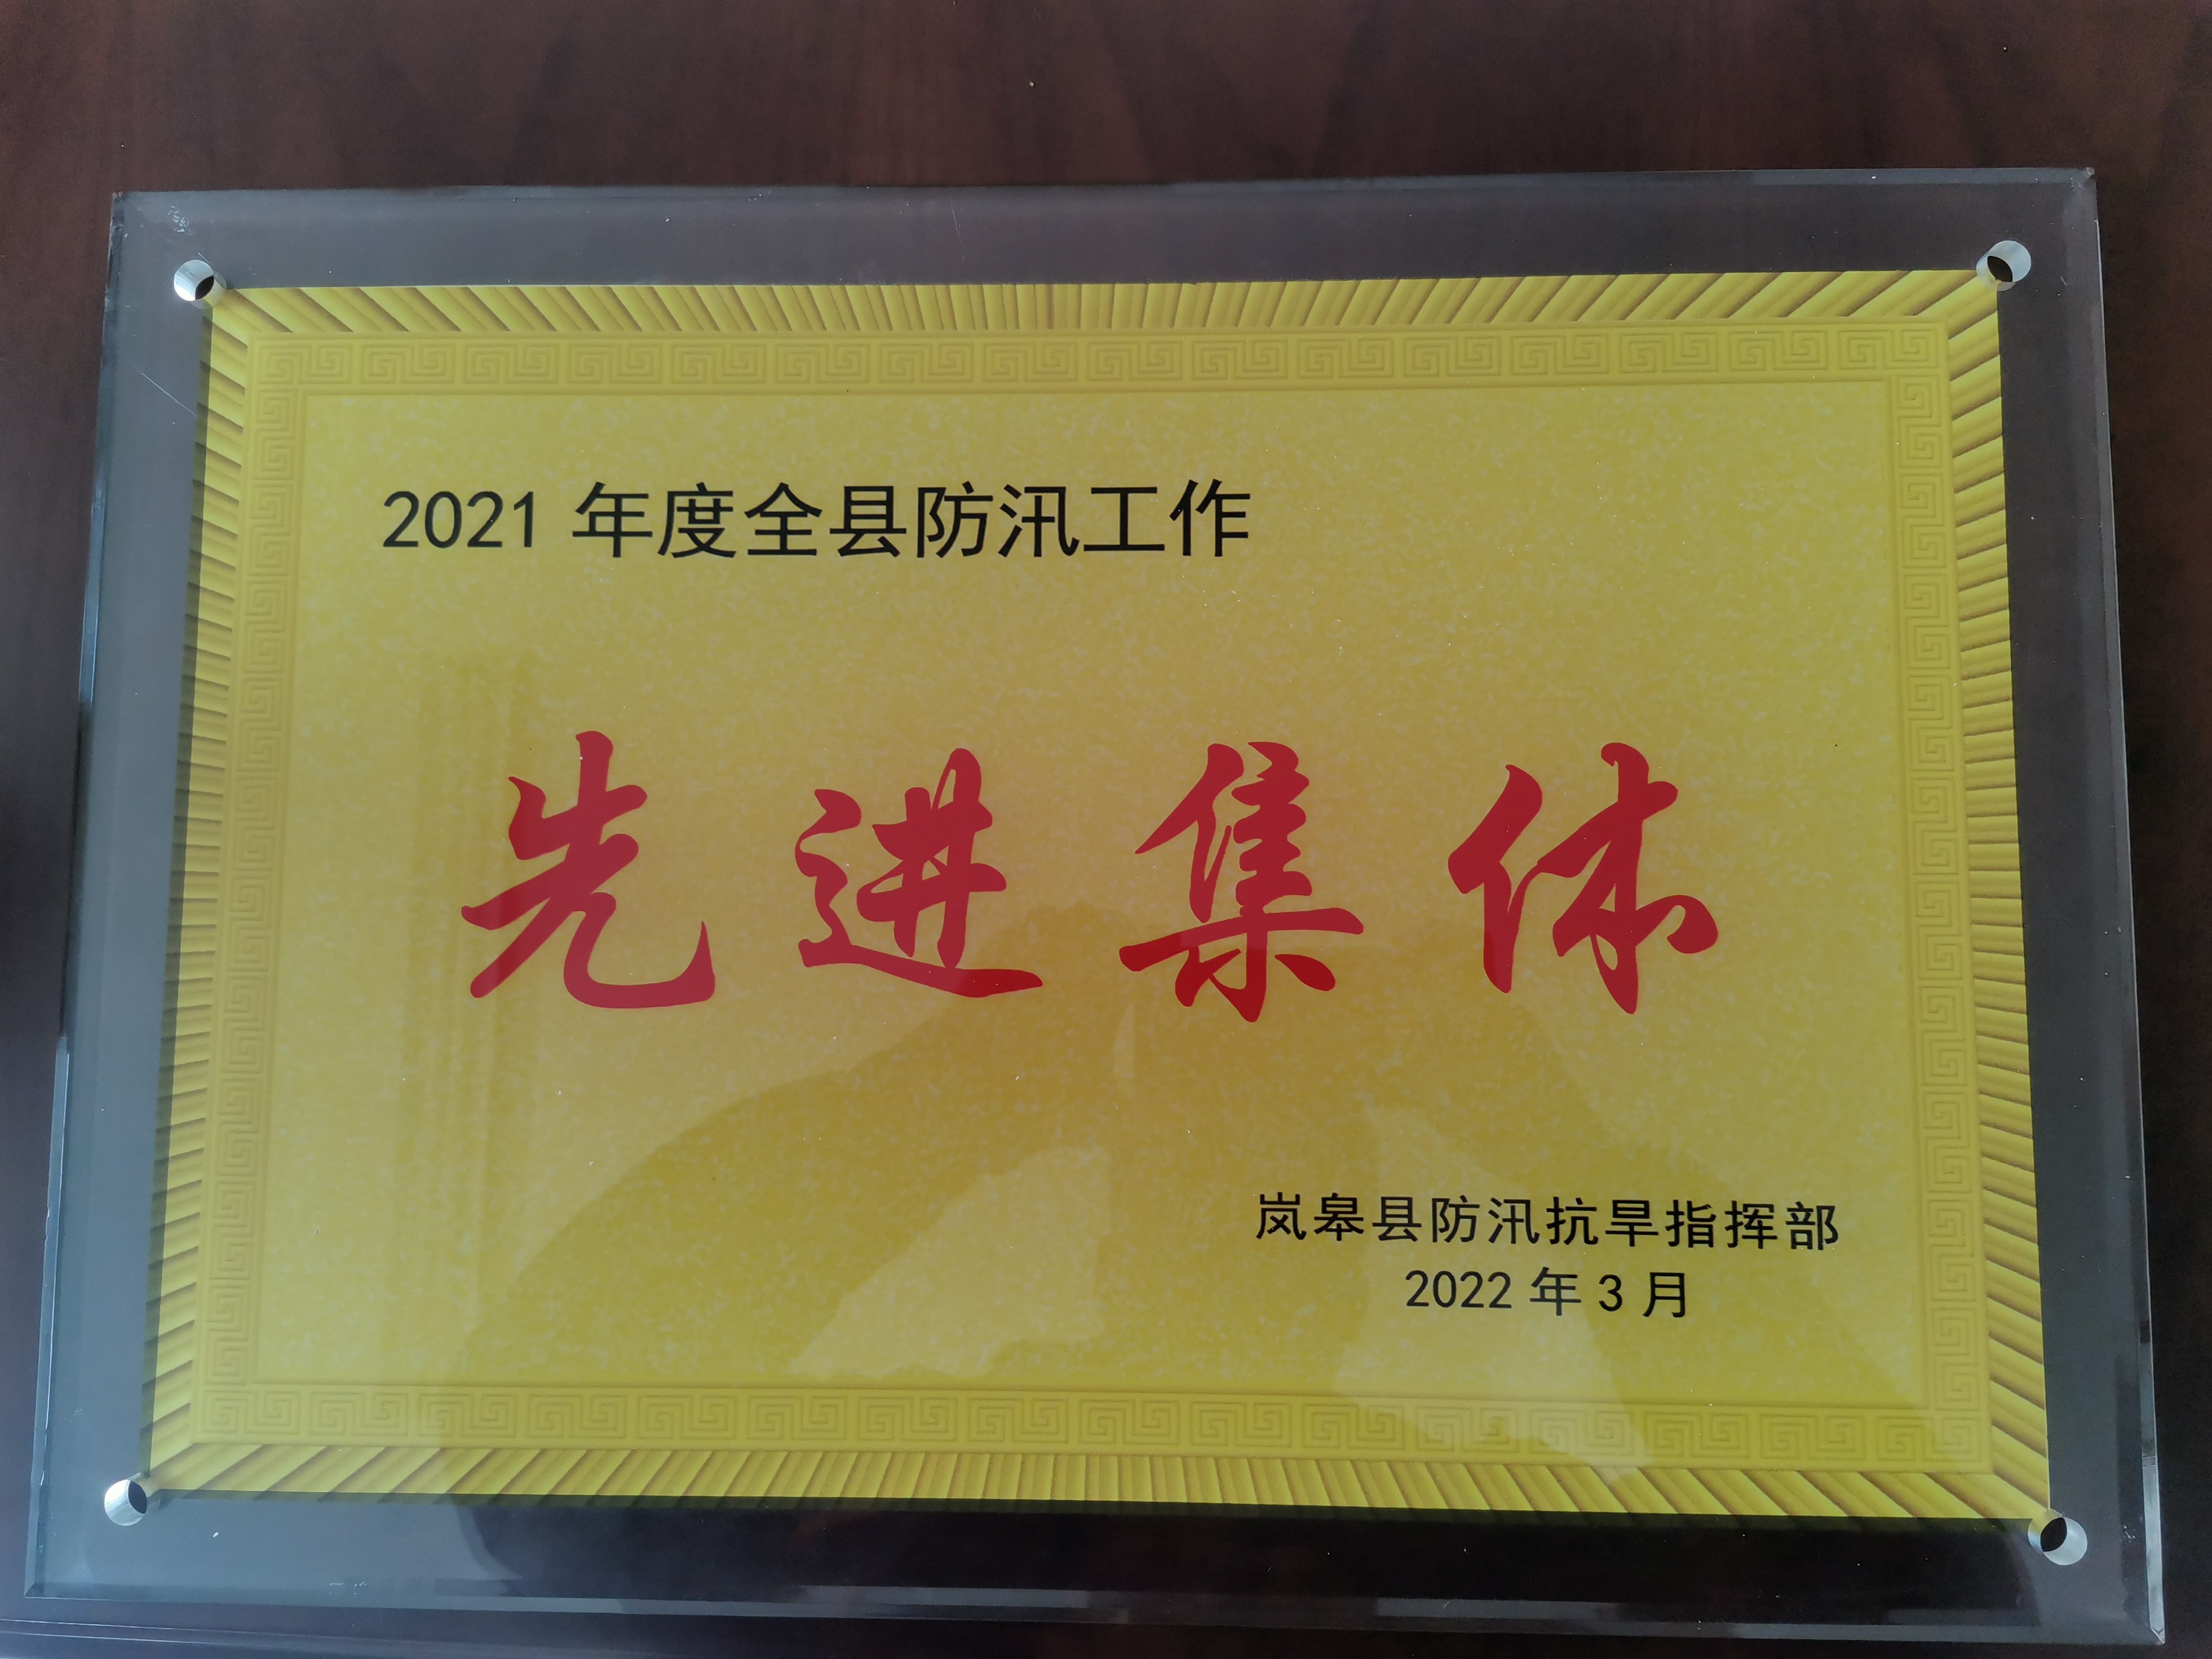 2021 年度全县防汛工作
先进集体
岚皋县防汛抗旱指挥部
2022 年 3 月